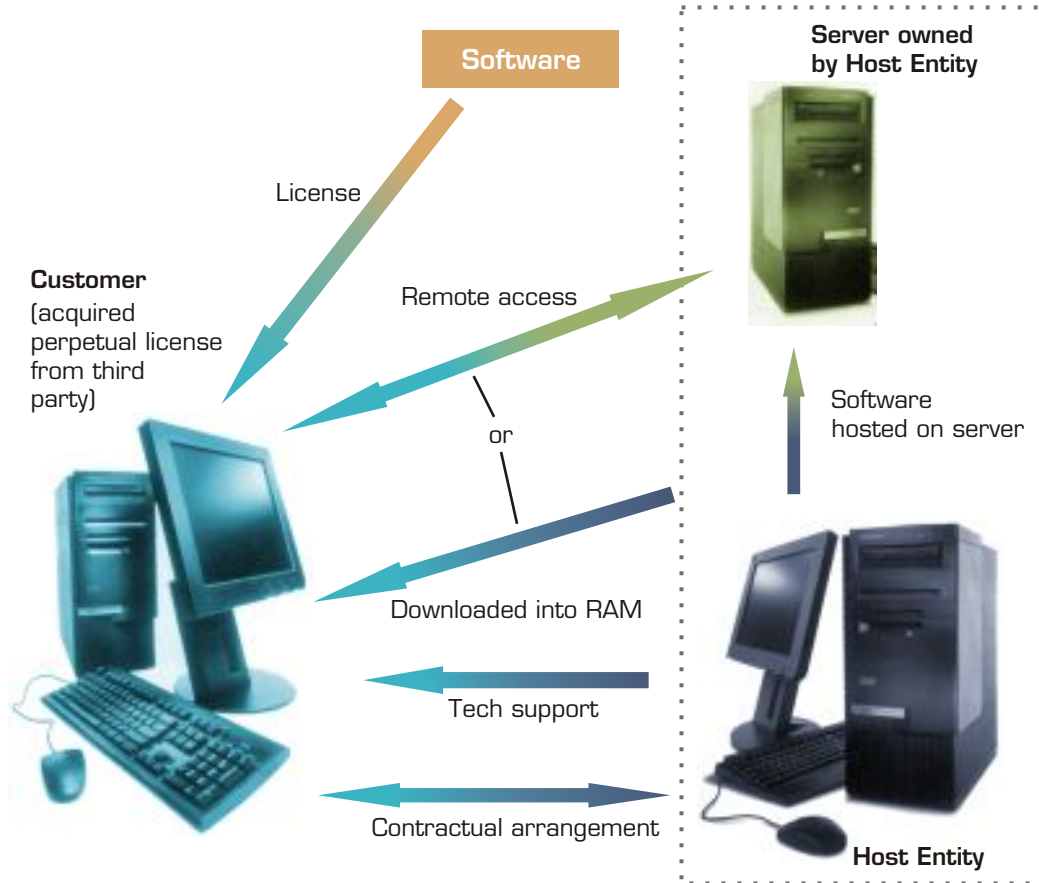 Software
Server owned
by Host Entity
License
Customer
(acquired
perpetual license
from third
party)
Remote access
or
Software
hosted on server
Downloaded into RAM
Tech support
Contractual arrangement
Host Entity